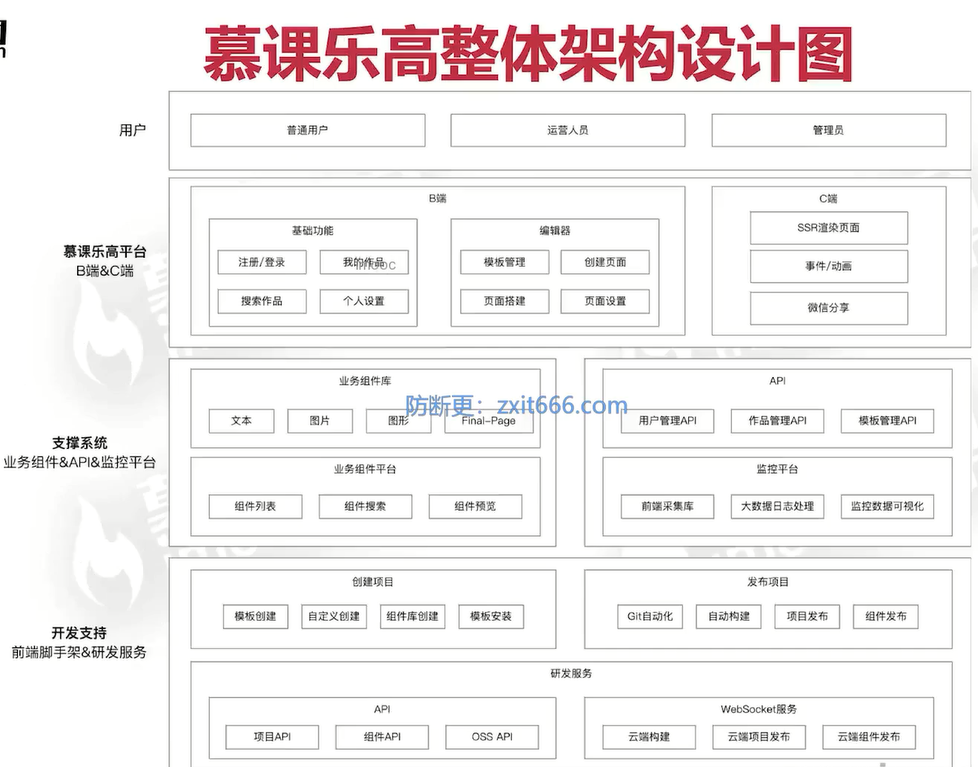 慕课乐高整体架构设计图
用户
普通用户
运营人员
管理员
慕课乐高平台
B端&C端
B端
基础功能
注册/登录
我的作品
imooc
搜索作品
个人设置
编辑器
模板管理
创建页面
页面搭建
页面设置
C端
SSR渲染页面
事件/动画
微信分享
支撑系统
业务组件&API&监控平台
业务组件库
文本
图片
图形
Final-Page
防断更：zxit666.com
API
用户管理API
作品管理API
模板管理API
业务组件平台
组件列表
组件搜索
组件预览
监控平台
前端采集库
大数据日志处理
监控数据可视化
开发支持
前端脚手架&研发服务
创建项目
模板创建
自定义创建
组件库创建
模板安装
发布项目
Git自动化
自动构建
项目发布
组件发布
研发服务
API
项目API
组件API
OSS API
WebSocket服务
云端构建
云端项目发布
云端组件发布